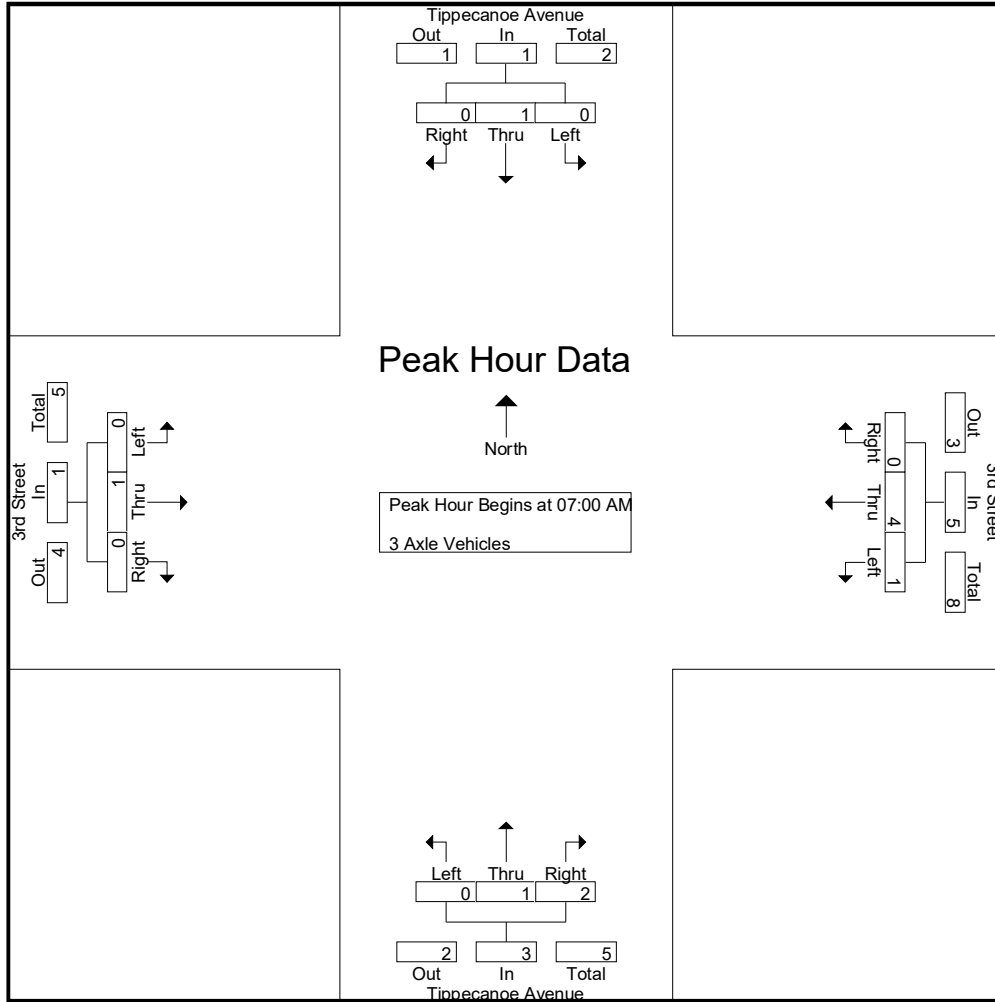 Tippecanoe Avenue
Out In Total
1 1 2
0 1 0
Right Thru Left
Peak Hour Data
North
Peak Hour Begins at 07:00 AM
3 Axle Vehicles
3rd Street
Out In Total
4 1 5
Left Thru Right
0 1 0
3rd Street
Out In Total
3 5 8
Right Thru Left
0 4 1
Left Thru Right
0 1 2
2 3 5
Out In Total
Tippecanoe Avenue